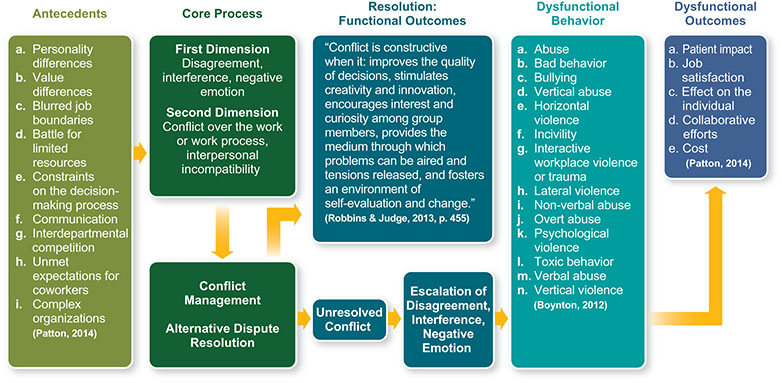 Antecedents
a. Personality
differences
b. Value
differences
c. Blurred job
boundaries
d. Battle for
limited
resources
e. Constraints
on the decision-
making process
f. Communication
g. Interdepartmental
competition
h. Unmet
expectations for
coworkers
i. Complex
organizations
(Patton, 2014)
Core Process
First Dimension
Disagreement,
interference, negative
emotion
Second Dimension
Conflict over the work
or work process,
interpersonal
incompatibility
Conflict
Management
Alternative Dispute
Resolution
Resolution:
Functional Outcomes
“Conflict is constructive
when it: improves the quality
of decisions, stimulates
creativity and innovation,
encourages interest and
curiosity among group
members, provides the
medium through which
problems can be aired and
tensions released, and fosters
an environment of
self-evaluation and change.”
(Robbins & Judge, 2013, p. 455)
Unresolved
Conflict
Escalation of
Disagreement,
Interference,
Negative
Emotion
Dysfunctional
Behavior
a. Abuse
b. Bad behavior
c. Bullying
d. Vertical abuse
e. Horizontal
violence
f. Incivility
g. Interactive
workplace violence
or trauma
h. Lateral violence
i. Non-verbal abuse
j. Overt abuse
k. Psychological
violence
l. Toxic behavior
m. Verbal abuse
n. Vertical violence
(Boynton, 2012)
Dysfunctional
Outcomes
a. Patient impact
b. Job
satisfaction
c. Effect on the
individual
d. Collaborative
efforts
e. Cost
(Patton, 2014)